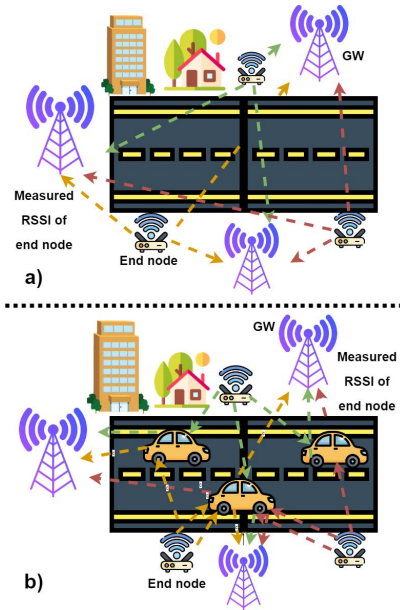 GW
Measured
RSSI of
end node
End node
a)
GW
Measured
RSSI of
end node
End node
b)